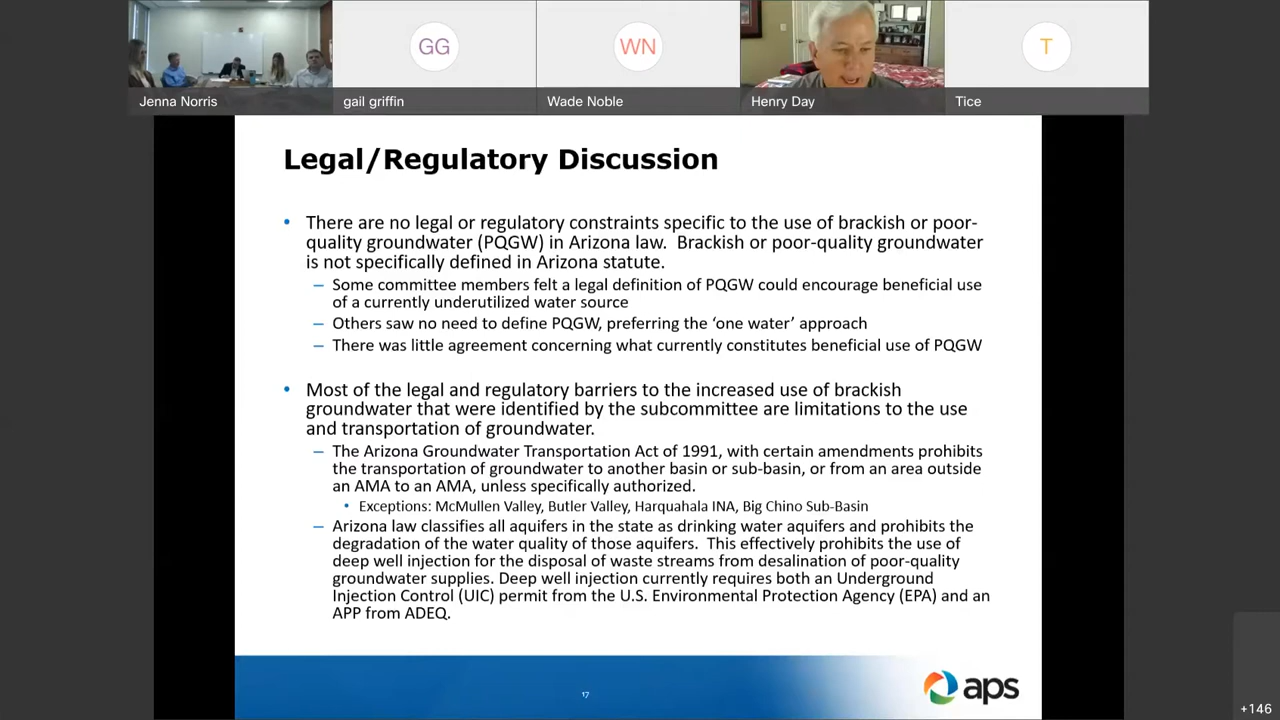 GG
WN
T
Jenna Norris
gail griffin
Wade Noble
Henry Day
Tice
Legal/Regulatory Discussion
• There are no legal or regulatory constraints specific to the use of brackish or poor-
quality groundwater (PQGW) in Arizona law.  Brackish or poor-quality groundwater
is not specifically defined in Arizona statute.
– Some committee members felt a legal definition of PQGW could encourage beneficial use
of a currently underutilized water source
– Others saw no need to define PQGW, preferring the ‘one water’ approach
– There was little agreement concerning what currently constitutes beneficial use of PQGW
• Most of the legal and regulatory barriers to the increased use of brackish
groundwater that were identified by the subcommittee are limitations to the use
and transportation of groundwater.
– The Arizona Groundwater Transportation Act of 1991, with certain amendments prohibits
the transportation of groundwater to another basin or sub-basin, or from an area outside
an AMA to an AMA, unless specifically authorized.
• Exceptions: McMullen Valley, Butler Valley, Harquahala INA, Big Chino Sub-Basin
– Arizona law classifies all aquifers in the state as drinking water aquifers and prohibits the
degradation of the water quality of those aquifers.  This effectively prohibits the use of
deep well injection for the disposal of waste streams from desalination of poor-quality
groundwater supplies. Deep well injection currently requires both an Underground
Injection Control (UIC) permit from the U.S. Environmental Protection Agency (EPA) and an
APP from ADEQ.
17
aps
+146